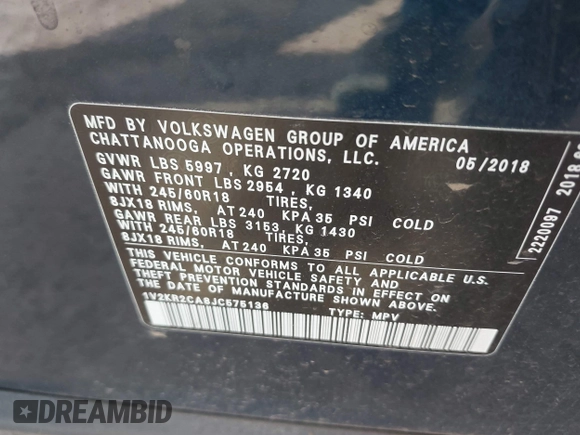 MFD BY VOLKSWAGEN GROUP OF AMERICA
CHATTANOOGA OPERATIONS, LLC. 05/2018
GVWR LBS 5997 , KG 2720
GAWR FRONT LBS 2954 , KG 1340
WITH 245/60R18 TIRES,
8JX18 RIMS, AT 240 KPA 35 PSI COLD
GAWR REAR LBS 3153, KG 1430
WITH 245/60R18 TIRES,
8JX18 RIMS, AT 240 KPA 35 PSI COLD
THIS VEHICLE CONFORMS TO ALL APPLICABLE U.S.
FEDERAL MOTOR VEHICLE SAFETY AND
THEFT PREVENTION STANDARDS IN EFFECT ON
THE DATE OF MANUFACTURE SHOWN ABOVE.
1V2KR2CA8JC575136 TYPE: MPV
2220097 2018
DREAMBID